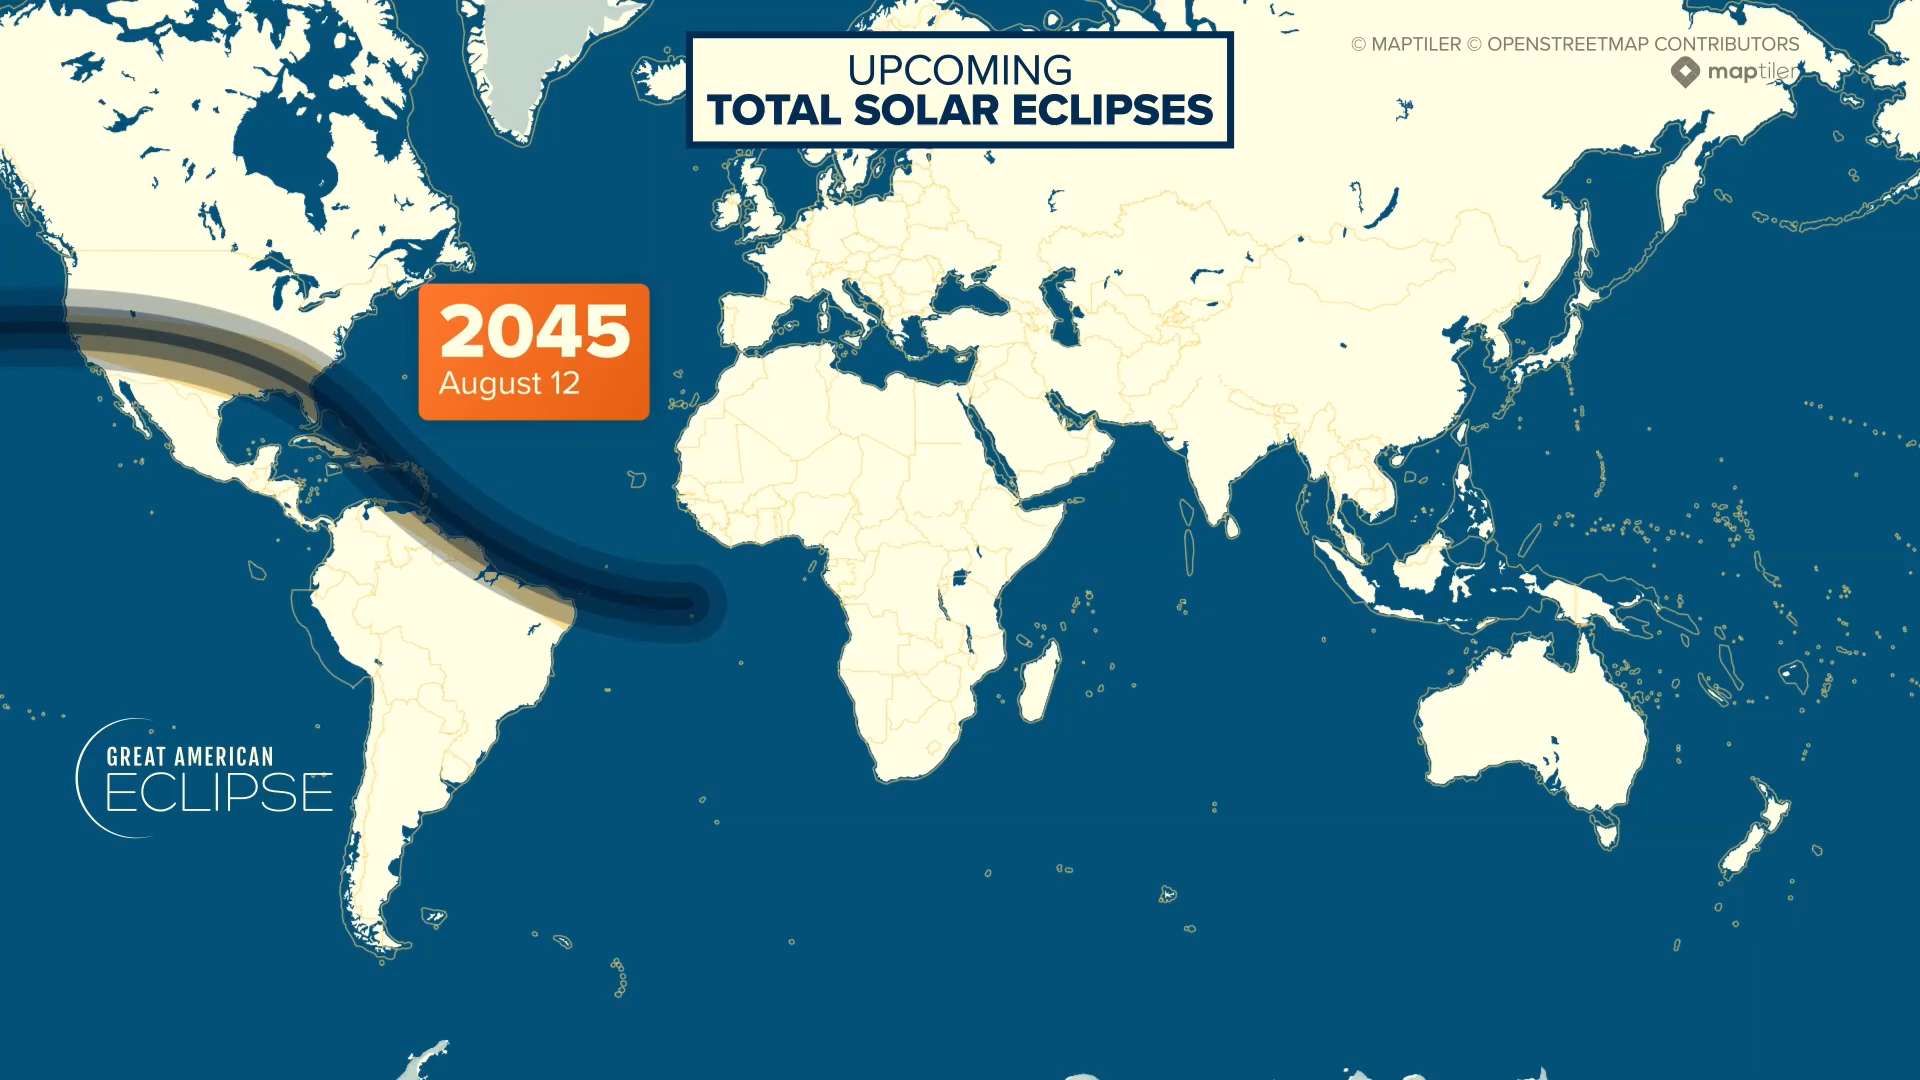 UPCOMING
TOTAL SOLAR ECLIPSES
© MAPTILER © OPENSTREETMAP CONTRIBUTORS
maptiler
2045
August 12
GREAT AMERICAN
ECLIPSE